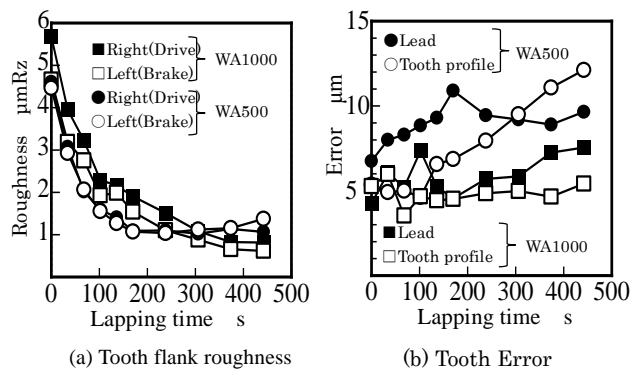 6
5
4
3
2
1
Roughness μmRz
Right(Drive)
Left(Brake)
WA1000
Right(Drive)
Left(Brake)
WA500
0 100 200 300 400 500
Lapping time s
(a) Tooth flank roughness
15
10
5
Error μm
Lead
Tooth profile
WA500
Lead
Tooth profile
WA1000
0 100 200 300 400 500
Lapping time s
(b) Tooth Error